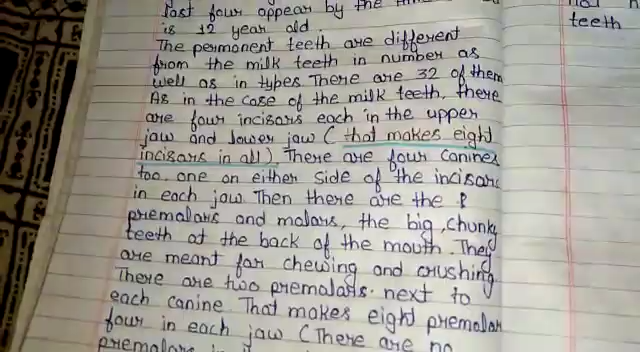 last four appear by the
is 12 year old.
The permonent teeth are different
from the milk teeth in number as
well as in types There are 32 of them
As in the case of the milk teeth, there
are four incisors each in the upper
jaw and lower jaw ( that makes eight
incisors in all). There are four canines
too, one on either side of the incisors
in each jaw Then there are the P
premolars and molars, the big, chunky
teeth at the back of the mouth. They
are meant for chewing and crushing
There are two premolars. next to
each canine That makes eight premolar
four in each jaw (There are no
premolars in
teeth